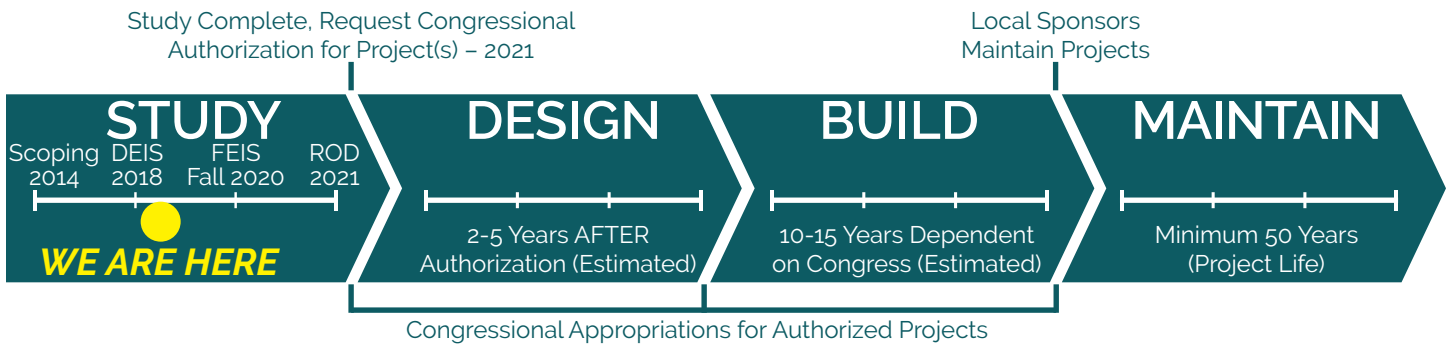 Study Complete, Request Congressional
Authorization for Project(s) – 2021
Local Sponsors
Maintain Projects
STUDY
DESIGN
BUILD
MAINTAIN
Scoping
2014
DEIS
2018
FEIS
Fall 2020
ROD
2021
WE ARE HERE
2-5 Years AFTER
Authorization (Estimated)
10-15 Years Dependent
on Congress (Estimated)
Minimum 50 Years
(Project Life)
Congressional Appropriations for Authorized Projects